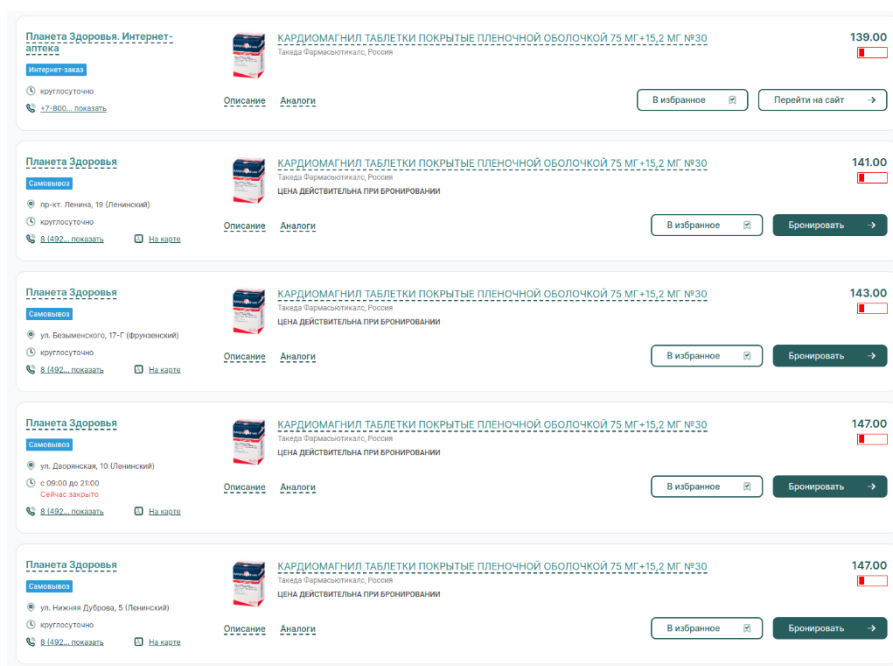 Планета Здоровья. Интернет-
аптека
Интернет-заказ
круглосуточно
+7-800... показать
КАРДИОМАГНИЛ ТАБЛЕТКИ ПОКРЫТЫЕ ПЛЕНОЧНОЙ ОБОЛОЧКОЙ 75 МГ+15,2 МГ №30
Такеда Фармасьютикалс, Россия
Описание Аналоги
139.00
В избранное Перейти на сайт
Планета Здоровья
Самовывоз
пр-кт. Ленина, 19 (Ленинский)
круглосуточно
8 (492... показать На карте
КАРДИОМАГНИЛ ТАБЛЕТКИ ПОКРЫТЫЕ ПЛЕНОЧНОЙ ОБОЛОЧКОЙ 75 МГ+15,2 МГ №30
Такеда Фармасьютикалс, Россия
ЦЕНА ДЕЙСТВИТЕЛЬНА ПРИ БРОНИРОВАНИИ
Описание Аналоги
141.00
В избранное Бронировать
Планета Здоровья
Самовывоз
ул. Безыменского, 17-Г (Фрунзенский)
круглосуточно
8 (492... показать На карте
КАРДИОМАГНИЛ ТАБЛЕТКИ ПОКРЫТЫЕ ПЛЕНОЧНОЙ ОБОЛОЧКОЙ 75 МГ+15,2 МГ №30
Такеда Фармасьютикалс, Россия
ЦЕНА ДЕЙСТВИТЕЛЬНА ПРИ БРОНИРОВАНИИ
Описание Аналоги
143.00
В избранное Бронировать
Планета Здоровья
Самовывоз
ул. Дворянская, 10 (Ленинский)
с 09:00 до 21:00
Сейчас закрыто
8 (492... показать На карте
КАРДИОМАГНИЛ ТАБЛЕТКИ ПОКРЫТЫЕ ПЛЕНОЧНОЙ ОБОЛОЧКОЙ 75 МГ+15,2 МГ №30
Такеда Фармасьютикалс, Россия
ЦЕНА ДЕЙСТВИТЕЛЬНА ПРИ БРОНИРОВАНИИ
Описание Аналоги
147.00
В избранное Бронировать
Планета Здоровья
Самовывоз
ул. Нижняя Дуброва, 5 (Ленинский)
круглосуточно
8 (492... показать На карте
КАРДИОМАГНИЛ ТАБЛЕТКИ ПОКРЫТЫЕ ПЛЕНОЧНОЙ ОБОЛОЧКОЙ 75 МГ+15,2 МГ №30
Такеда Фармасьютикалс, Россия
ЦЕНА ДЕЙСТВИТЕЛЬНА ПРИ БРОНИРОВАНИИ
Описание Аналоги
147.00
В избранное Бронировать